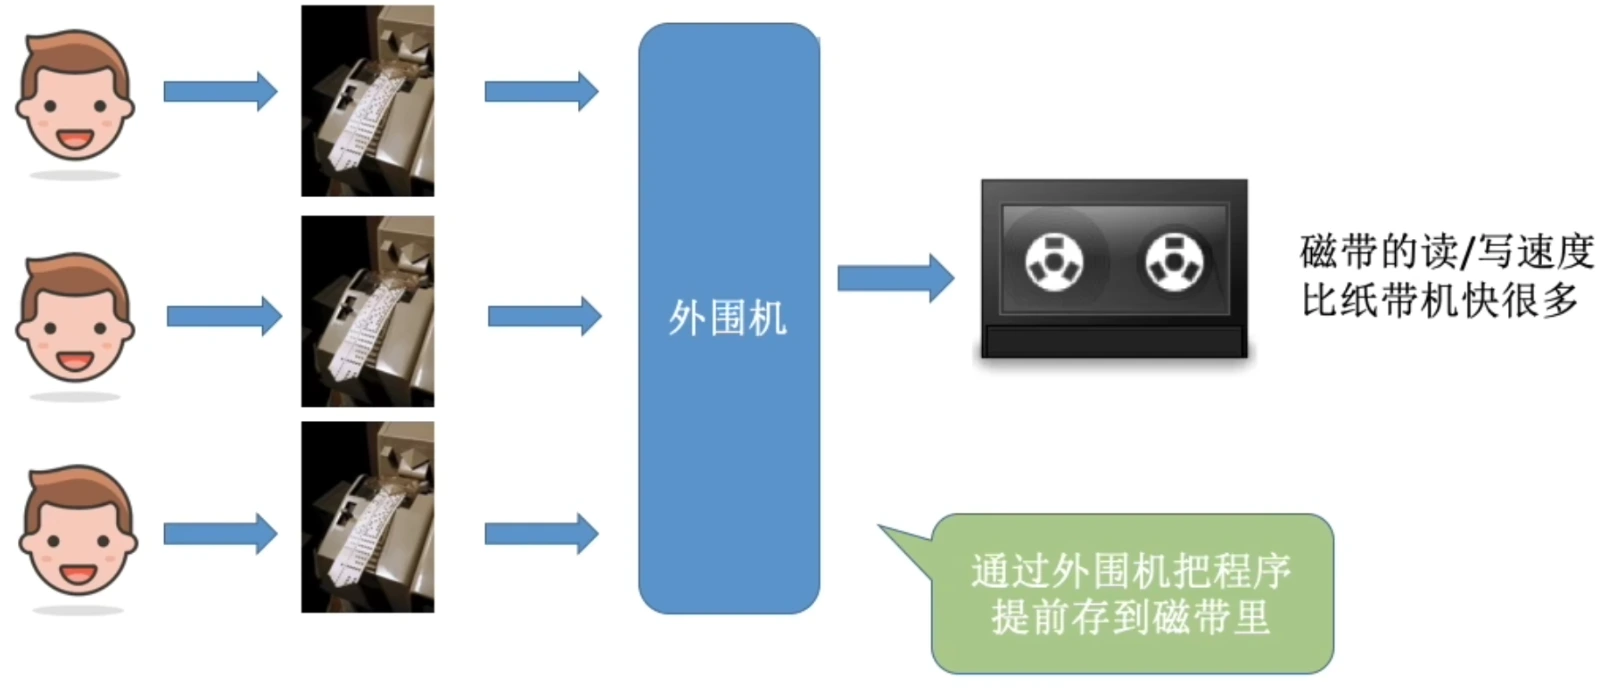 外围机
磁带的读/写速度
比纸带机快很多
通过外围机把程序
提前存到磁带里